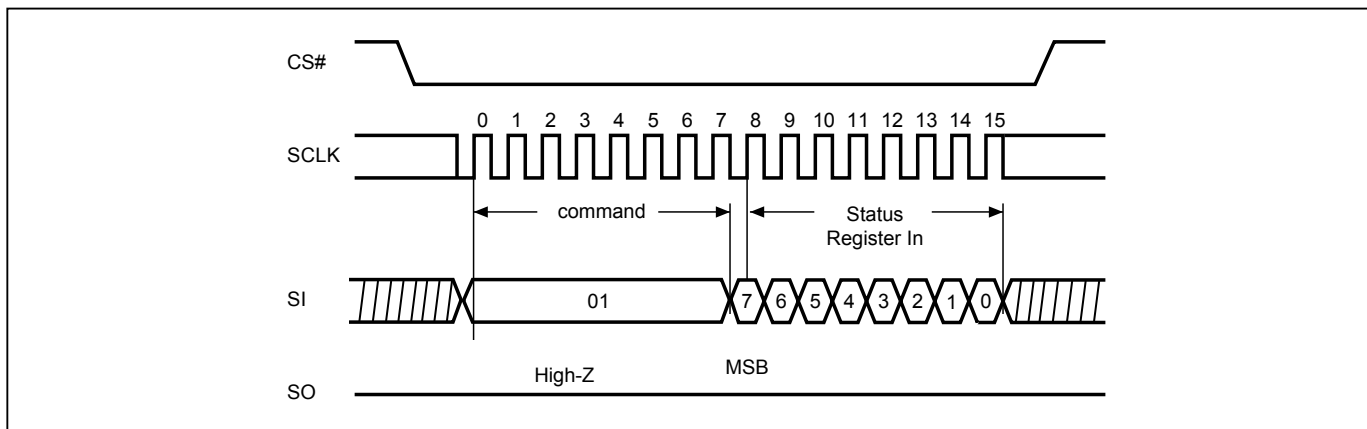 CS#
0 1 2 3 4 5 6 7 8 9 10 11 12 13 14 15
SCLK
command
Status
Register In
SI
01
7 6 5 4 3 2 1 0
High-Z
MSB
SO